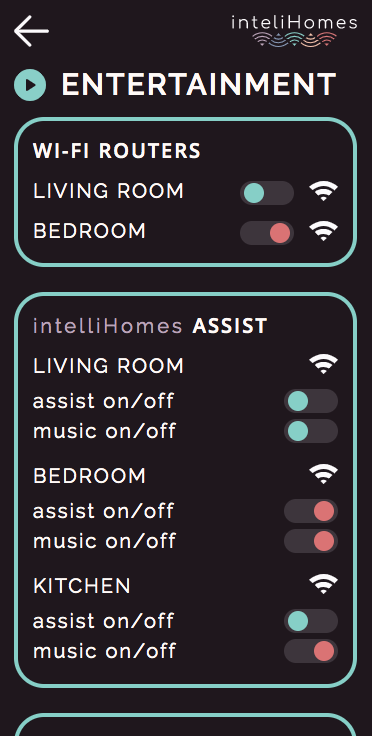 inteliHomes
ENTERTAINMENT
WI-FI ROUTERS
LIVING ROOM
BEDROOM
intelliHomes ASSIST
LIVING ROOM
assist on/off
music on/off
BEDROOM
assist on/off
music on/off
KITCHEN
assist on/off
music on/off